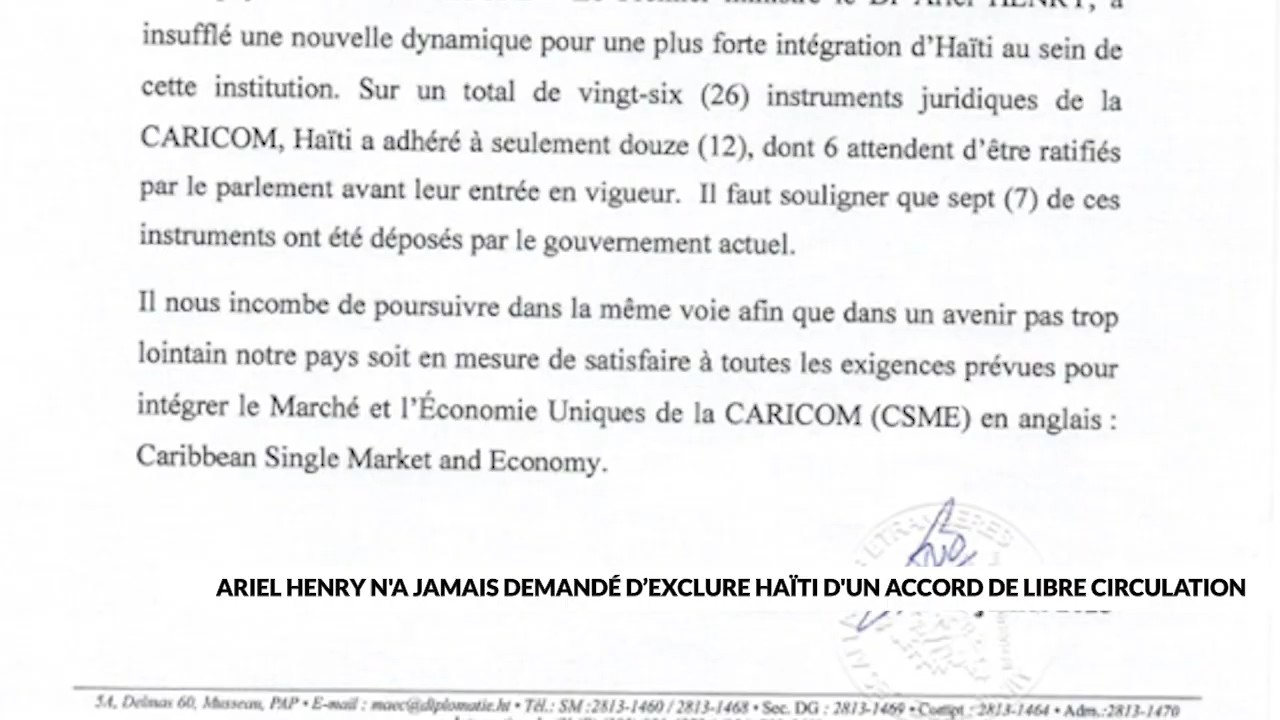 insufflé une nouvelle dynamique pour une plus forte intégration d’Haïti au sein de
cette institution. Sur un total de vingt-six (26) instruments juridiques de la
CARICOM, Haïti a adhéré à seulement douze (12), dont 6 attendent d’être ratifiés
par le parlement avant leur entrée en vigueur. Il faut souligner que sept (7) de ces
instruments ont été déposés par le gouvernement actuel.
Il nous incombe de poursuivre dans la même voie afin que dans un avenir pas trop
lointain notre pays soit en mesure de satisfaire à toutes les exigences prévues pour
intégrer le Marché et l’Économie Uniques de la CARICOM (CSME) en anglais :
Caribbean Single Market and Economy.
ARIEL HENRY N'A JAMAIS DEMANDÉ D’EXCLURE HAÏTI D'UN ACCORD DE LIBRE CIRCULATION
5A, Delmas 60, Musseau, PAP • E-mail : maec@diplomatie.ht • Tél.: SM :2813-1460 / 2813-1468 • Sec. DG : 2813-1469 • Compt : 2813-1464 • Adm.:2813-1470